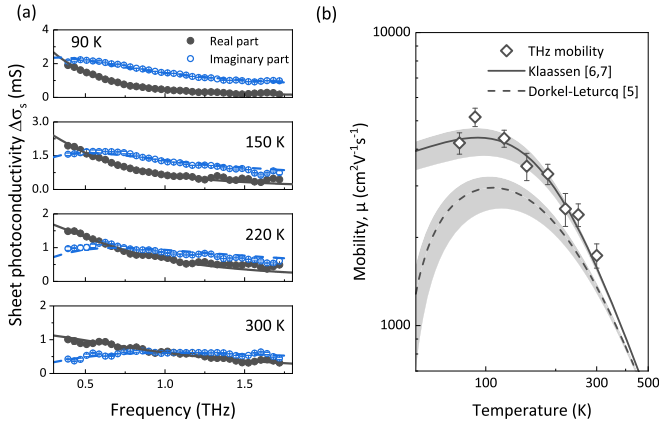 (a)
Sheet photoconductivity Δσs (mS)
90 K
Real part
Imaginary part
4
2
0
150 K
3.0
1.5
0.0
220 K
2
1
0
300 K
2
1
0
0.5
1.0
1.5
Frequency (THz)
(b)
Mobility, μ (cm²V⁻¹s⁻¹)
10000
1000
THz mobility
Klaassen [6,7]
Dorkel-Leturcq [5]
100
300
500
Temperature (K)